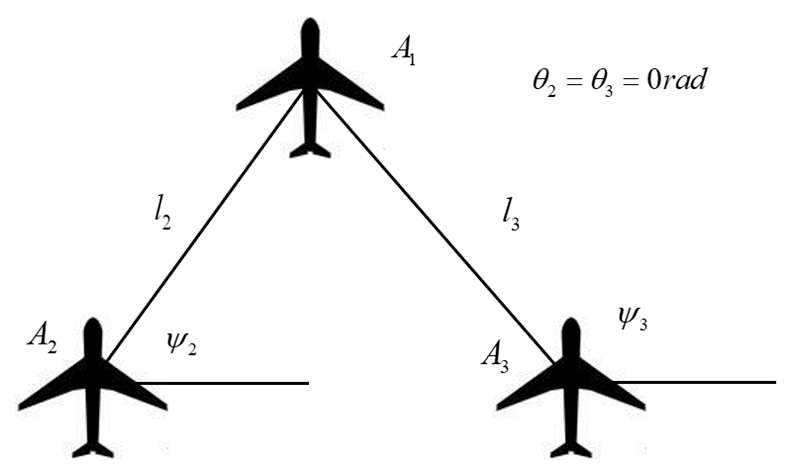 A₁
θ₂ = θ₃ = 0rad
l₂
l₃
A₂
ψ₂
A₃
ψ₃